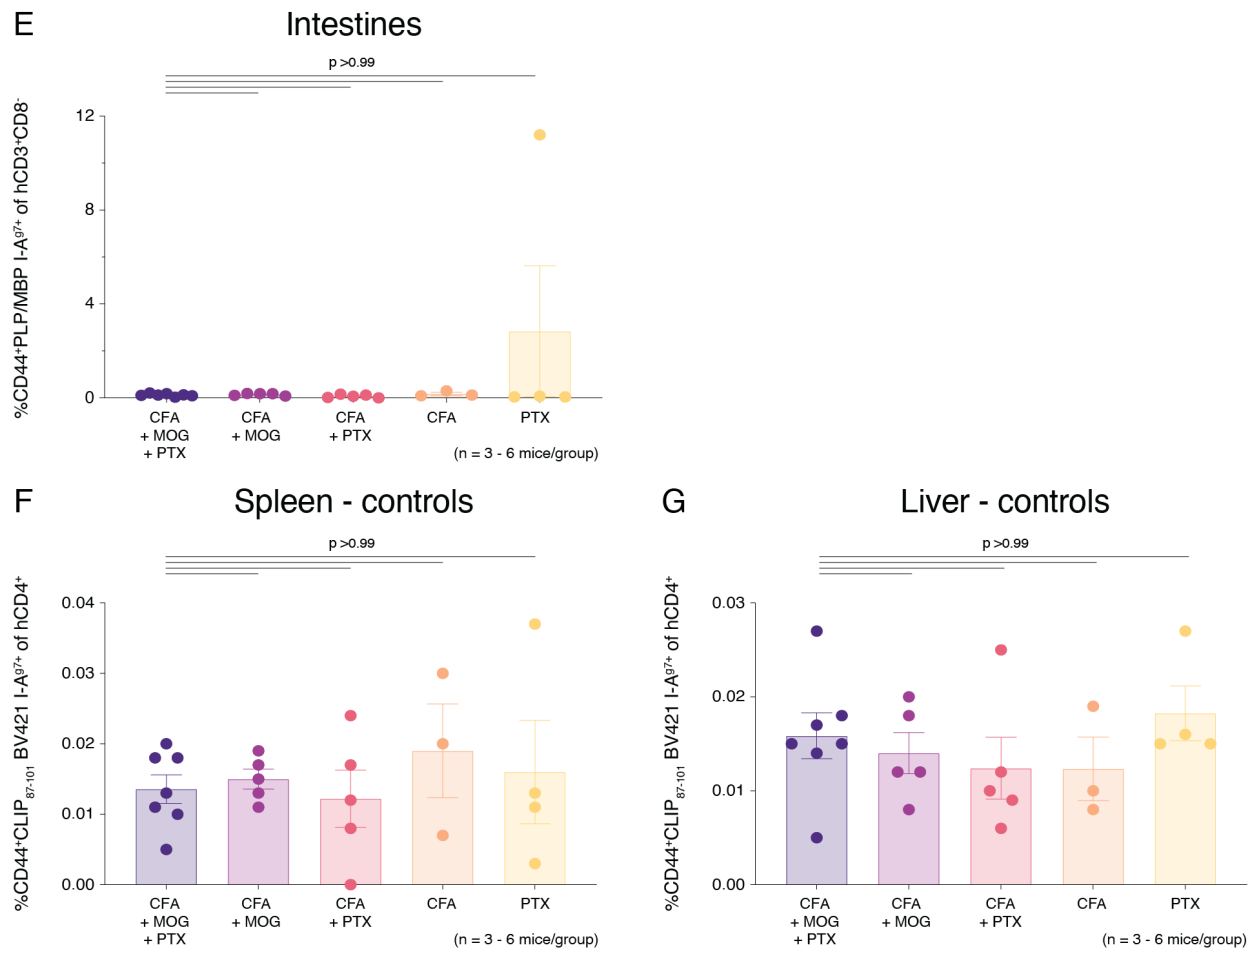 E
Intestines
p >0.99
%CD44⁺PLP/MBP I-Aᵍ⁷⁺ of hCD3⁺CD8⁻
12
8
4
0
CFA
+ MOG
+ PTX
CFA
+ MOG
CFA
+ PTX
CFA
PTX
(n = 3 - 6 mice/group)
F
Spleen - controls
p >0.99
%CD44⁺CLIP₈₇₋₁₀₁ BV421 I-Aᵍ⁷⁺ of hCD4⁺
0.04
0.03
0.02
0.01
0.00
CFA
+ MOG
+ PTX
CFA
+ MOG
CFA
+ PTX
CFA
PTX
(n = 3 - 6 mice/group)
G
Liver - controls
p >0.99
%CD44⁺CLIP₈₇₋₁₀₁ BV421 I-Aᵍ⁷⁺ of hCD4⁺
0.03
0.02
0.01
0.00
CFA
+ MOG
+ PTX
CFA
+ MOG
CFA
+ PTX
CFA
PTX
(n = 3 - 6 mice/group)